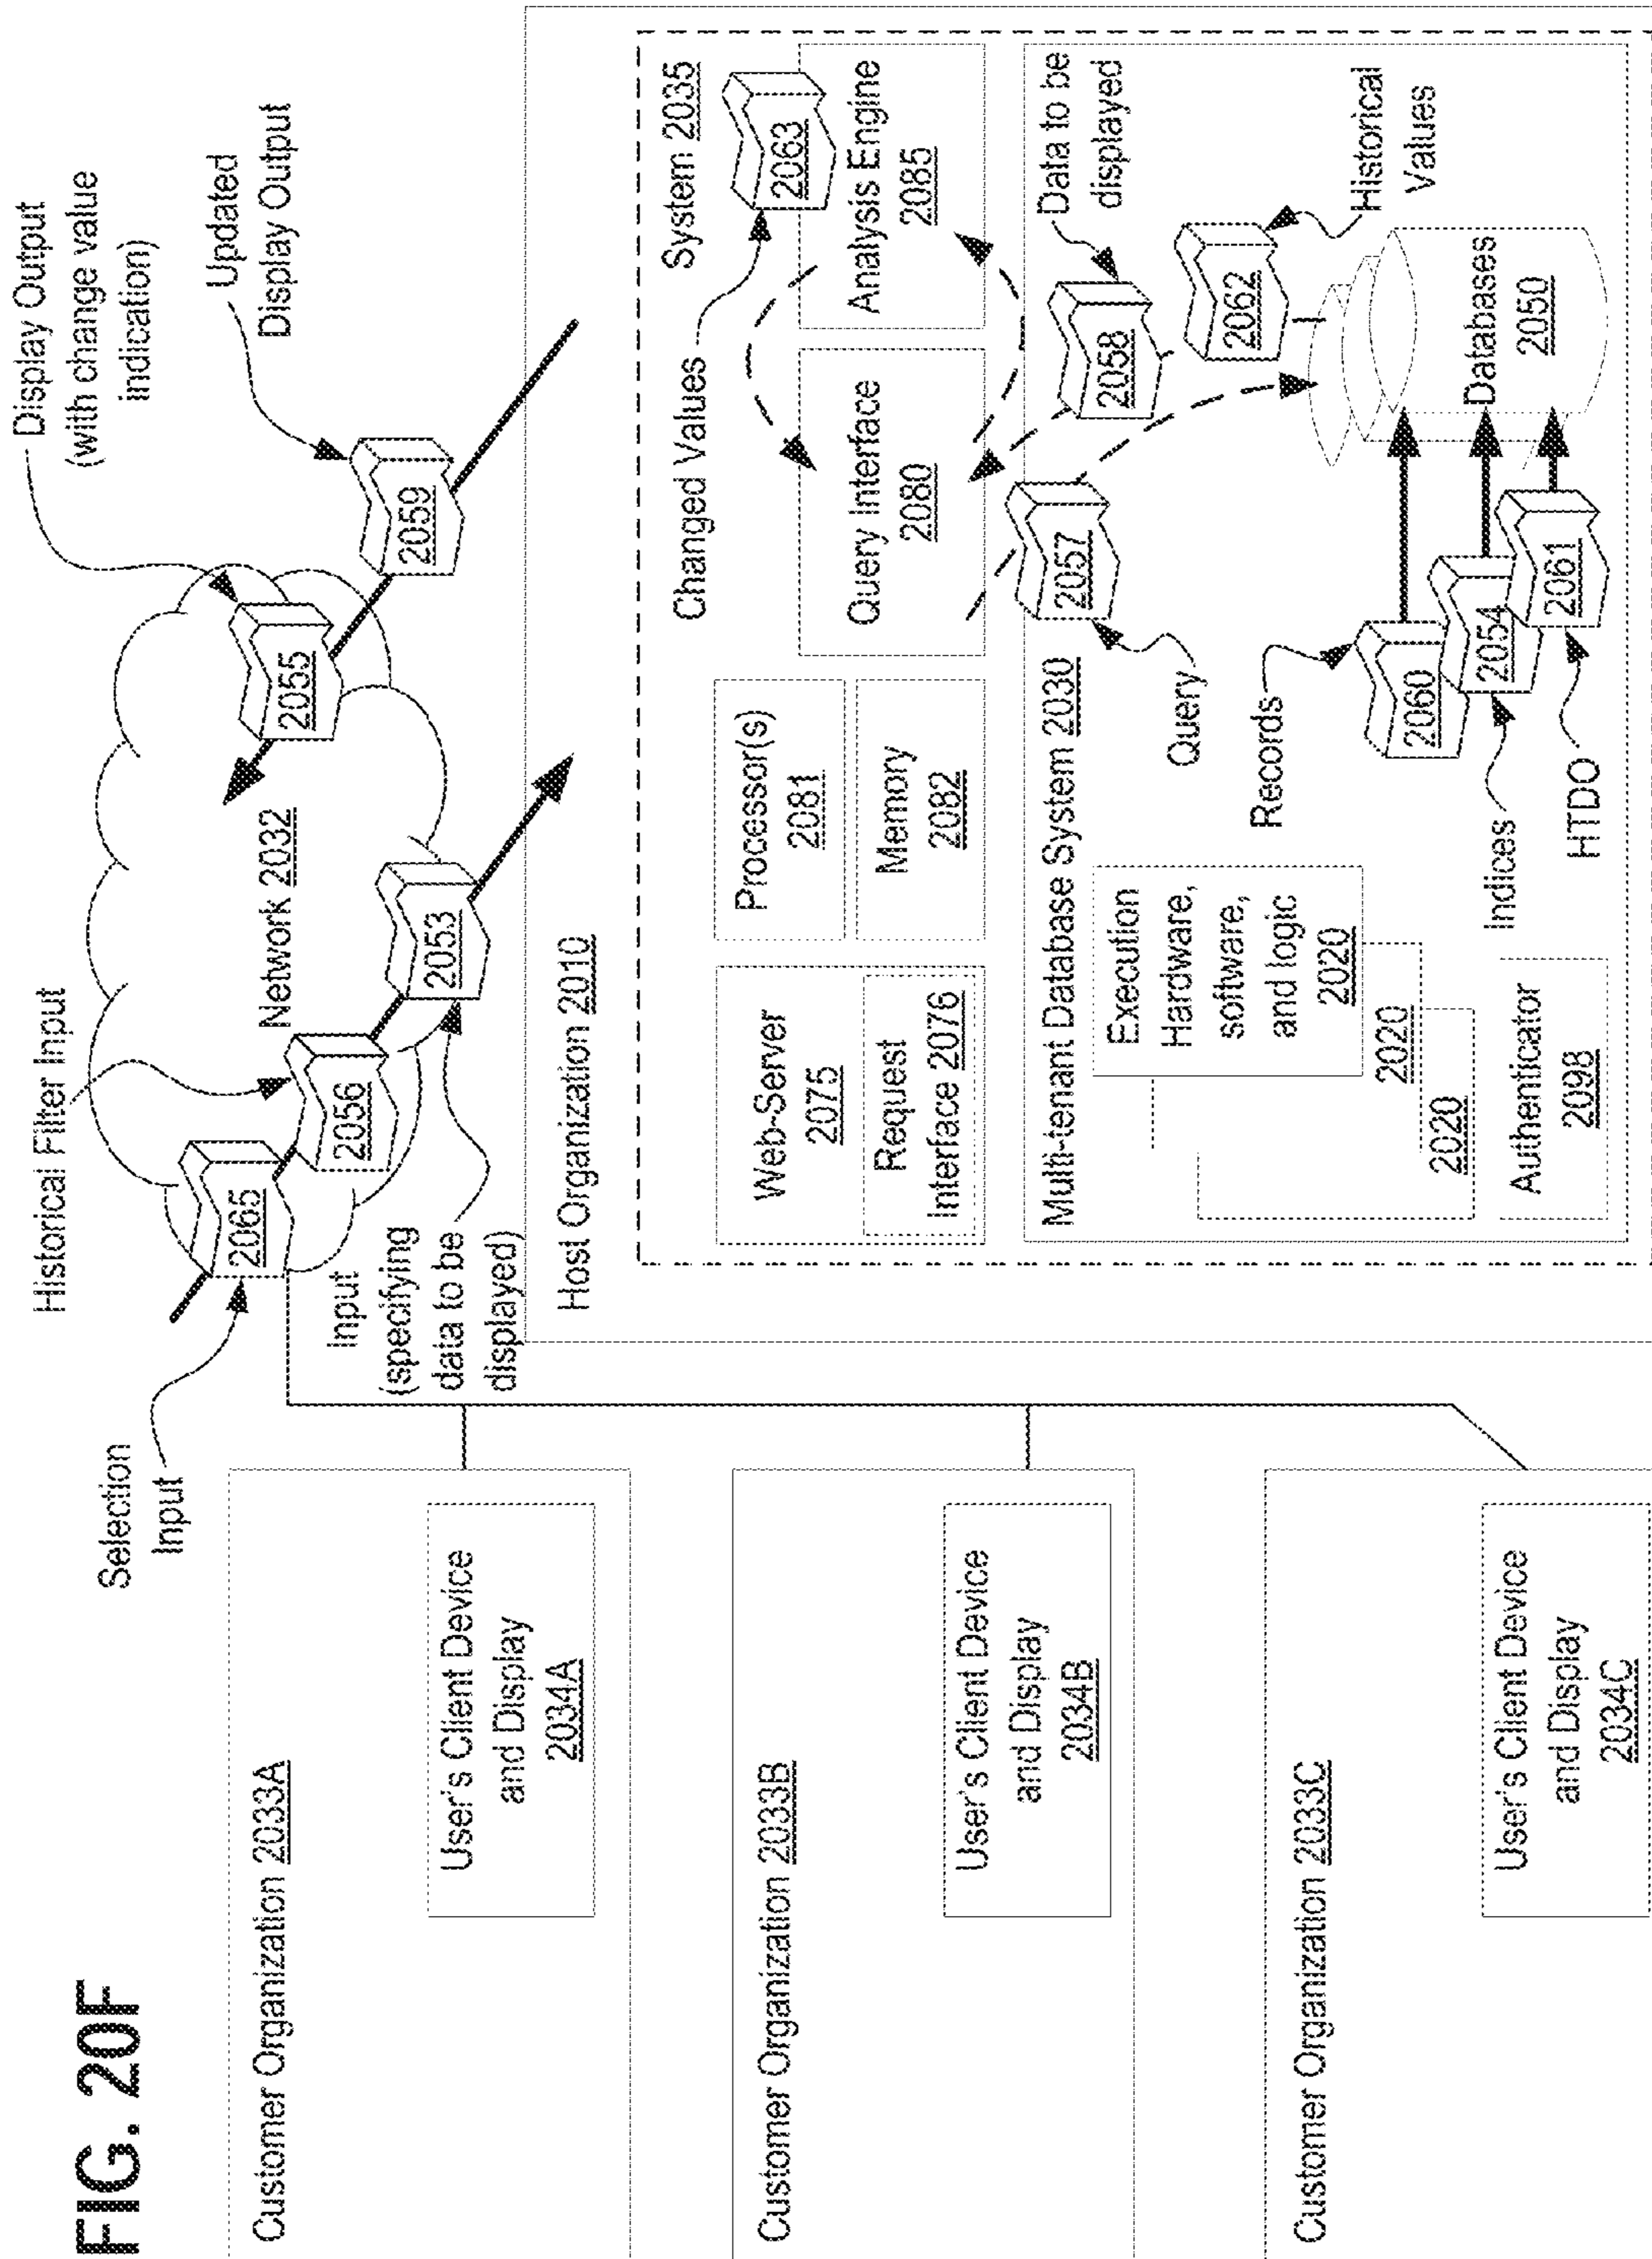 FIG. 20F
Customer Organization 2033A
User's Client Device
and Display
2034A
Customer Organization 2033B
User's Client Device
and Display
2034B
Customer Organization 2033C
User's Client Device
and Display
2034C
Selection
Input
Historical Filter Input
2065
2056
2053
Network 2032
Input
(specifying
data to be
displayed)
Display Output
(with change value
indication)
Updated
Display Output
2055
2059
Host Organization 2010
System 2035
Web-Server
2075
Request
Interface 2076
Processor(s)
2081
Memory
2082
Changed Values
2063
Query Interface
2080
Analysis Engine
2085
Multi-tenant Database System 2030
Execution
Hardware,
software,
and logic
2020
2020
2020
Authenticator
2098
Query
2057
Data to be
displayed
2058
Historical
Values
2062
Records
2060
Indices
2054
HTDO
2061
Databases
2050